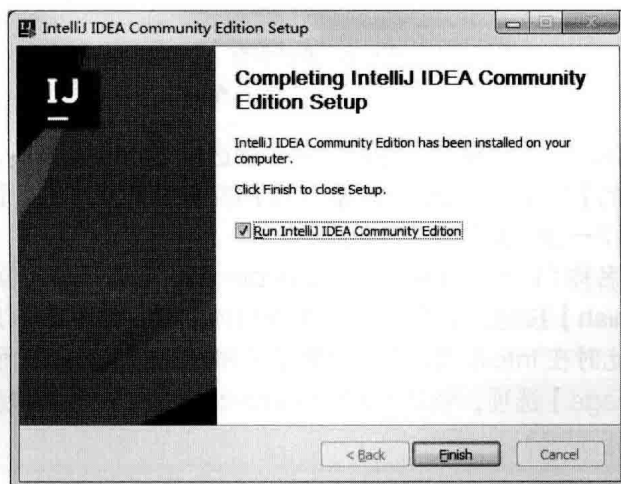 IntelliJ IDEA Community Edition Setup
IJ
Completing IntelliJ IDEA Community
Edition Setup
IntelliJ IDEA Community Edition has been installed on your
computer.
Click Finish to close Setup.
Run IntelliJ IDEA Community Edition
< Back
Finish
Cancel